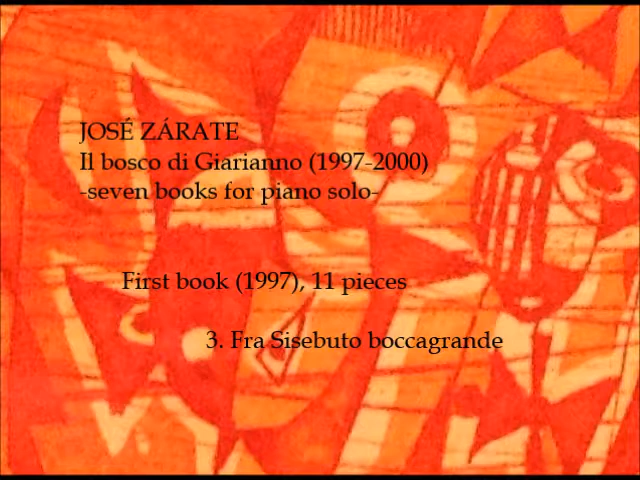 JOSÉ ZÁRATE
Il bosco di Giarianno (1997-2000)
-seven books for piano solo-
First book (1997), 11 pieces
3. Fra Sisebuto boccagrande